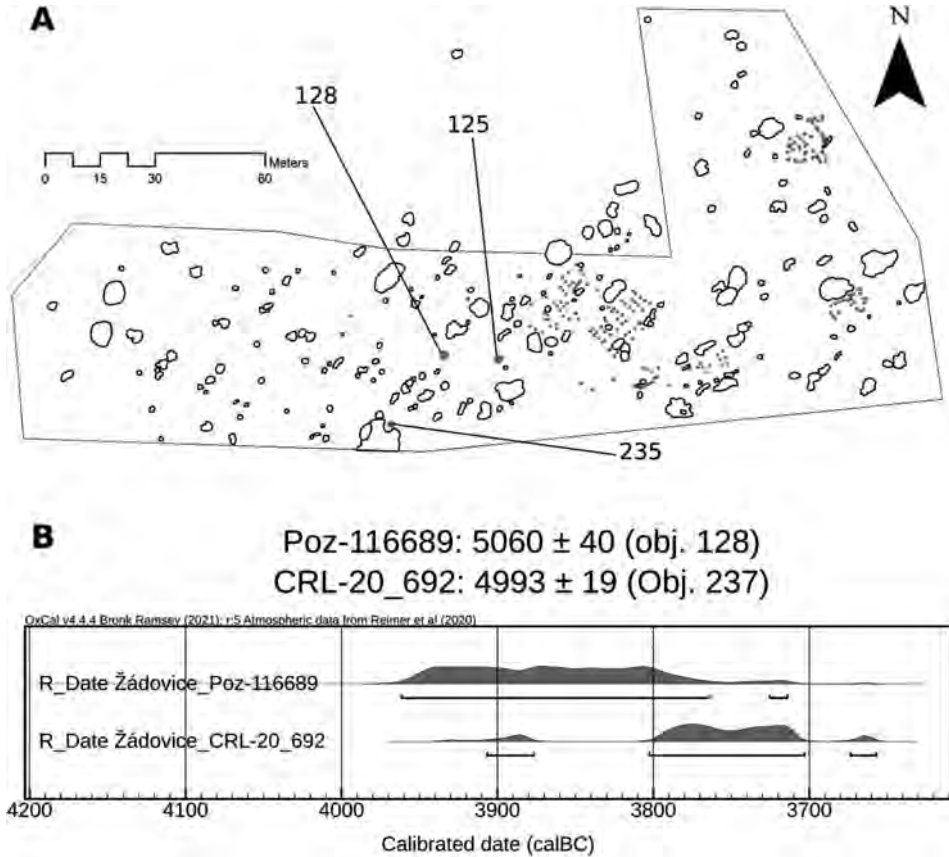 A
N
128
125
Meters
0 15 30 60
235
B
Poz-116689: 5060 ± 40 (obj. 128)
CRL-20_692: 4993 ± 19 (Obj. 237)
OxCal v4.4.4 Bronk Ramsey (2021); r:5 Atmospheric data from Reimer et al (2020)
R_Date Žádovice_Poz-116689
R_Date Žádovice_CRL-20_692
4200 4100 4000 3900 3800 3700
Calibrated date (calBC)